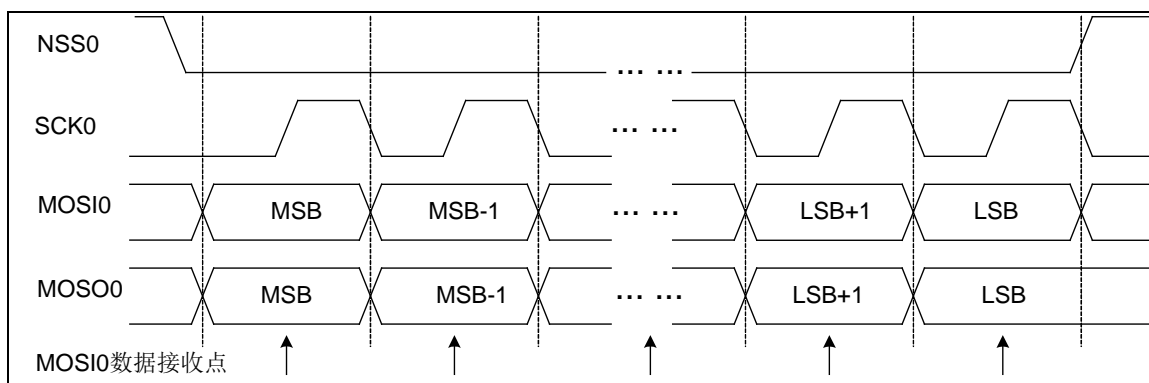 NSS0
... ...
SCK0
... ...
MOSI0 MSB MSB-1 ... ... LSB+1 LSB
MOSO0 MSB MSB-1 ... ... LSB+1 LSB
MOSI0数据接收点